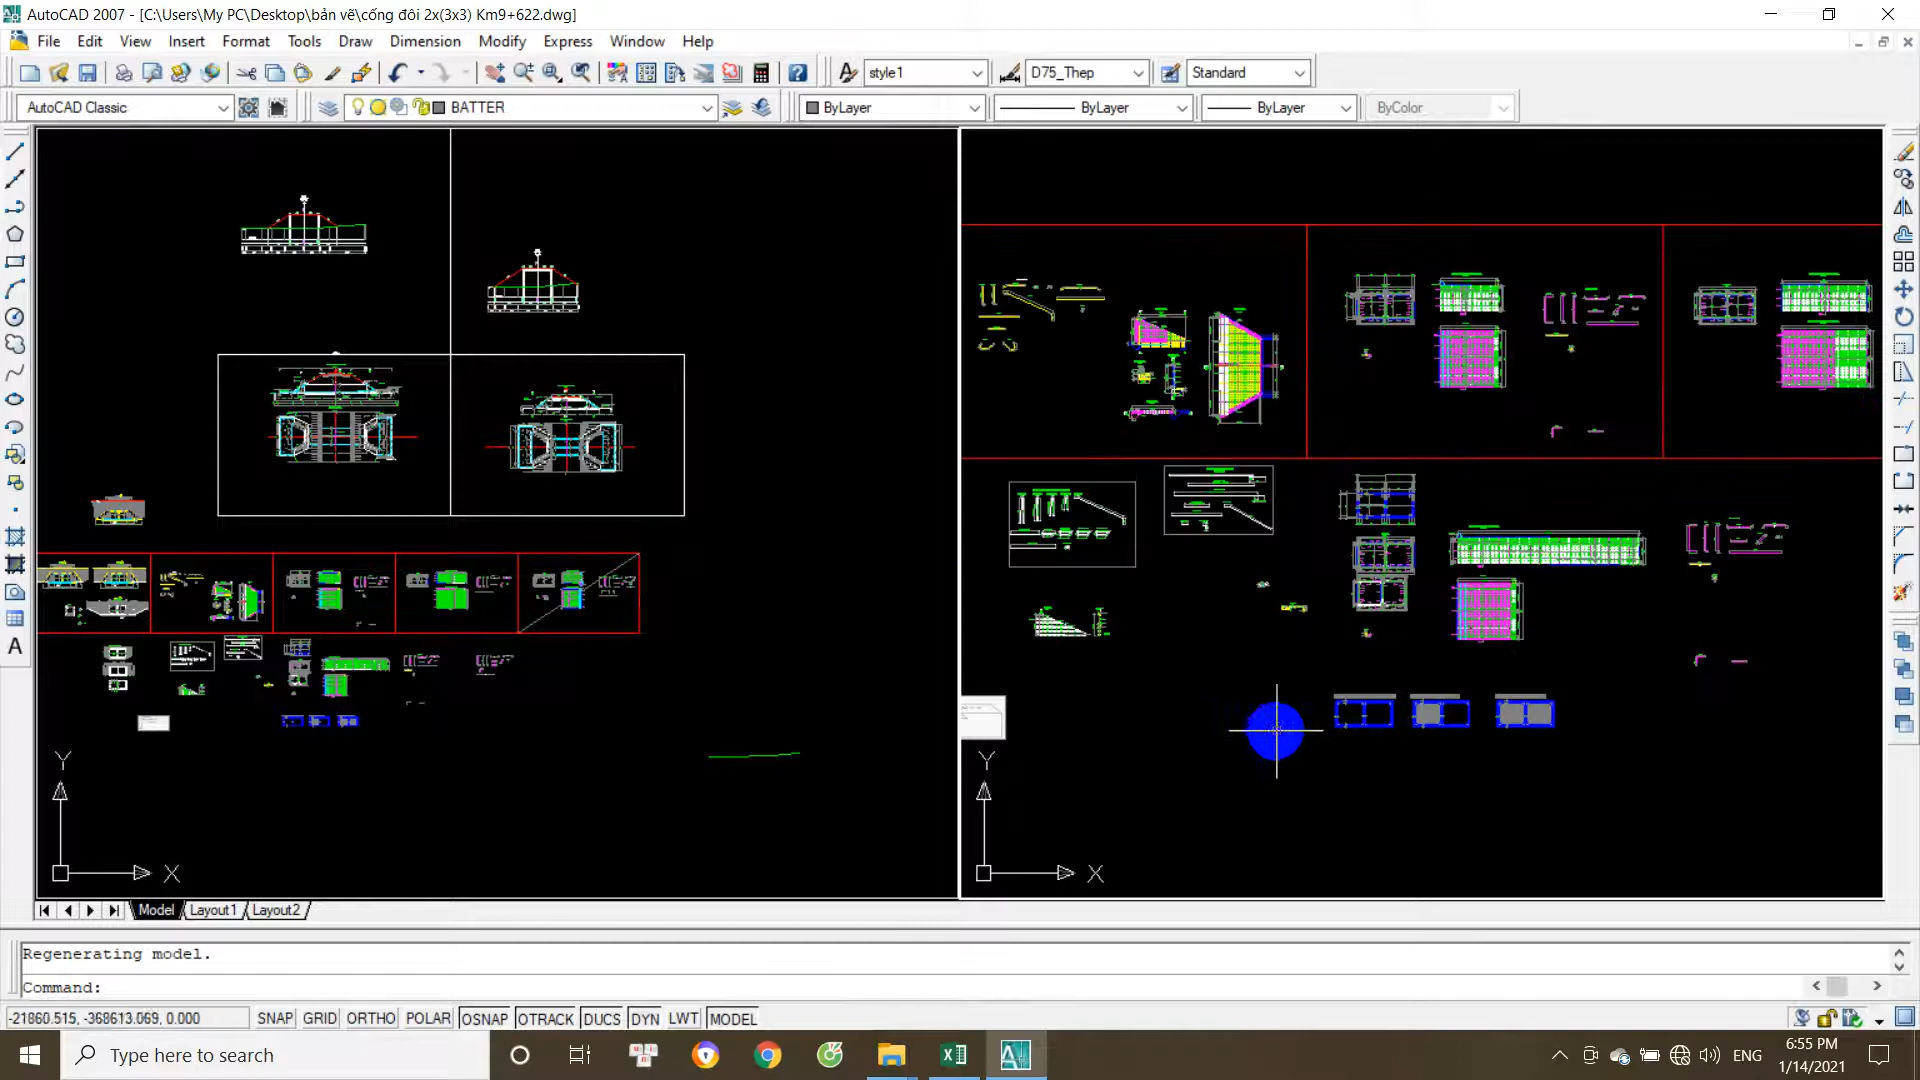 AutoCAD 2007 - [C:\Users\My PC\Desktop\bản vẽ\cống đôi 2x(3x3) Km9+622.dwg]
File Edit View Insert Format Tools Draw Dimension Modify Express Window Help
style1 D75_Thep Standard
AutoCAD Classic BATTER ByLayer ByLayer ByLayer ByColor
Y X
Y X
Model Layout1 Layout2
Regenerating model.
Command:
-21860.515, -368613.069, 0.000 SNAP GRID ORTHO POLAR OSNAP OTRACK DUCS DYN LWT MODEL
Type here to search
ENG
6:55 PM
1/14/2021